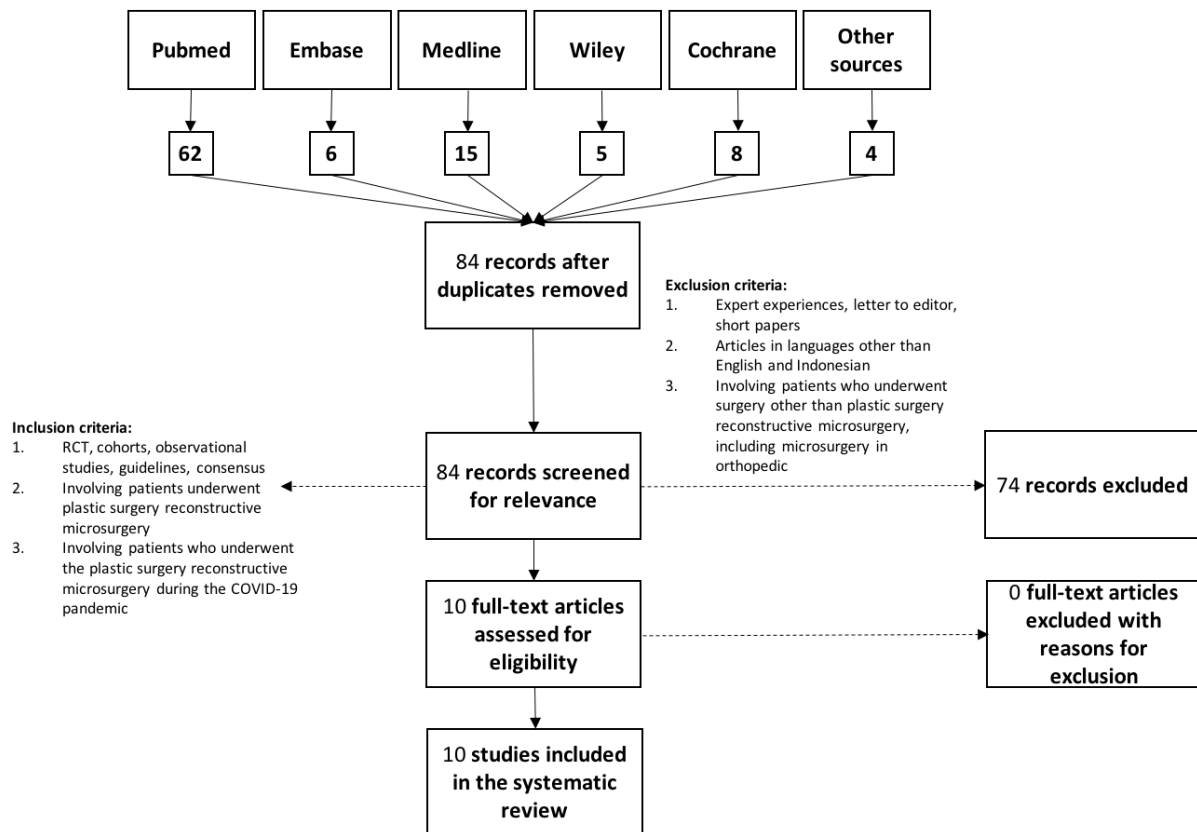 Pubmed
Embase
Medline
Wiley
Cochrane
Other
sources
62
6
15
5
8
4
84 records after
duplicates removed
Exclusion criteria:
1. Expert experiences, letter to editor,
short papers
2. Articles in languages other than
English and Indonesian
3. Involving patients who underwent
surgery other than plastic surgery
reconstructive microsurgery,
including microsurgery in
orthopedic
Inclusion criteria:
1. RCT, cohorts, observational
studies, guidelines, consensus
2. Involving patients underwent
plastic surgery reconstructive
microsurgery
3. Involving patients who underwent
the plastic surgery reconstructive
microsurgery during the COVID-19
pandemic
84 records screened
for relevance
74 records excluded
10 full-text articles
assessed for
eligibility
0 full-text articles
excluded with
reasons for
exclusion
10 studies included
in the systematic
review